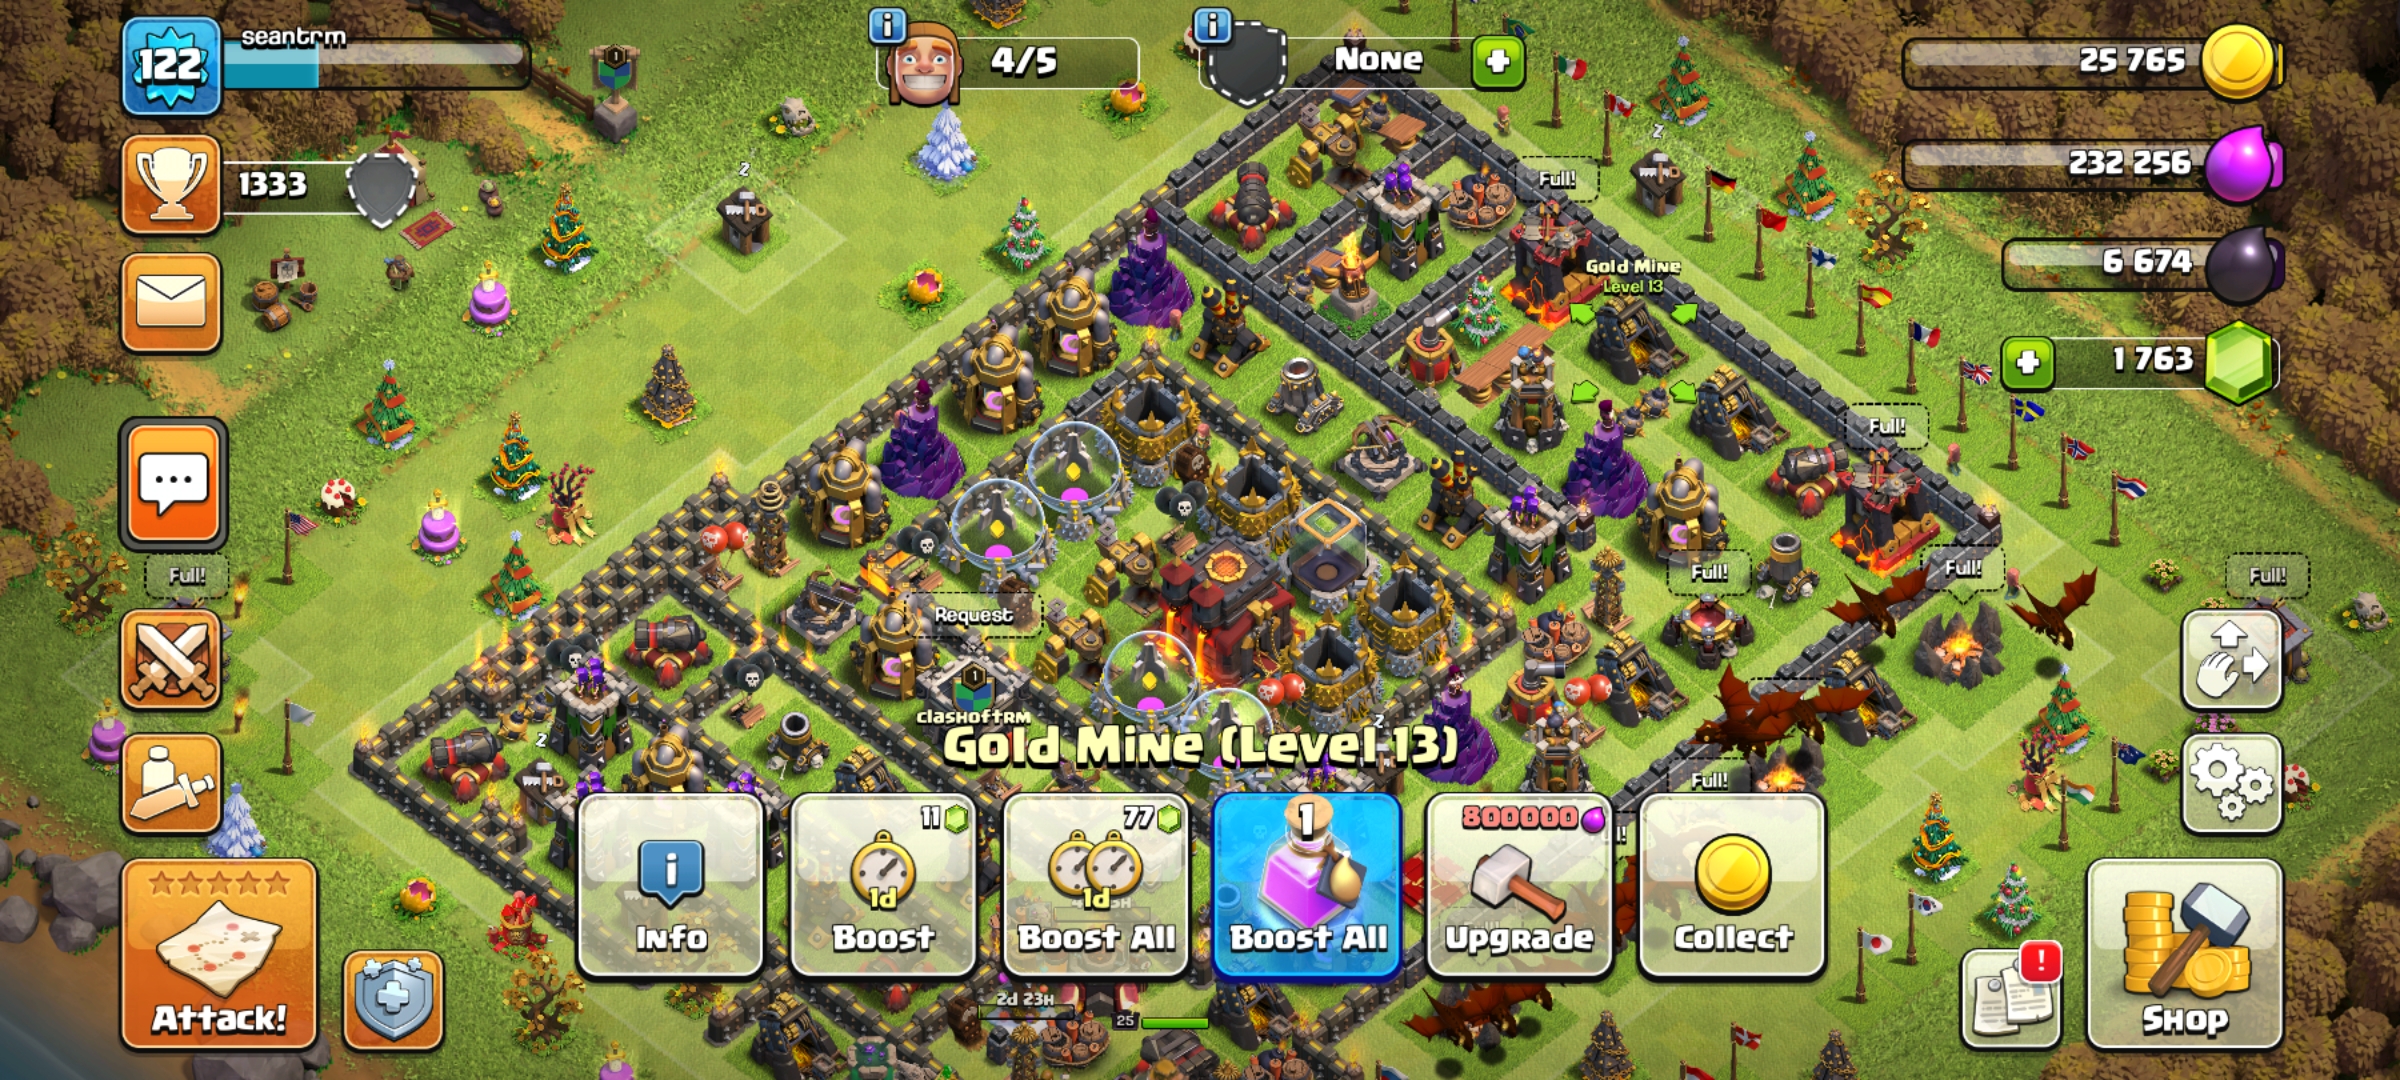 122
seantrm
i
4/5
i
None
25 765
1333
232 256
6 674
1 763
Full!
Gold Mine
Level 13
Full!
Full!
Full!
Full!
Full!
Request
clashoftrm
Gold Mine (Level 13)
Full!
11
77
1
800000
1d
1d
Info
Boost
Boost All
Boost All
Upgrade
Collect
Attack!
2d 23H
25
Shop